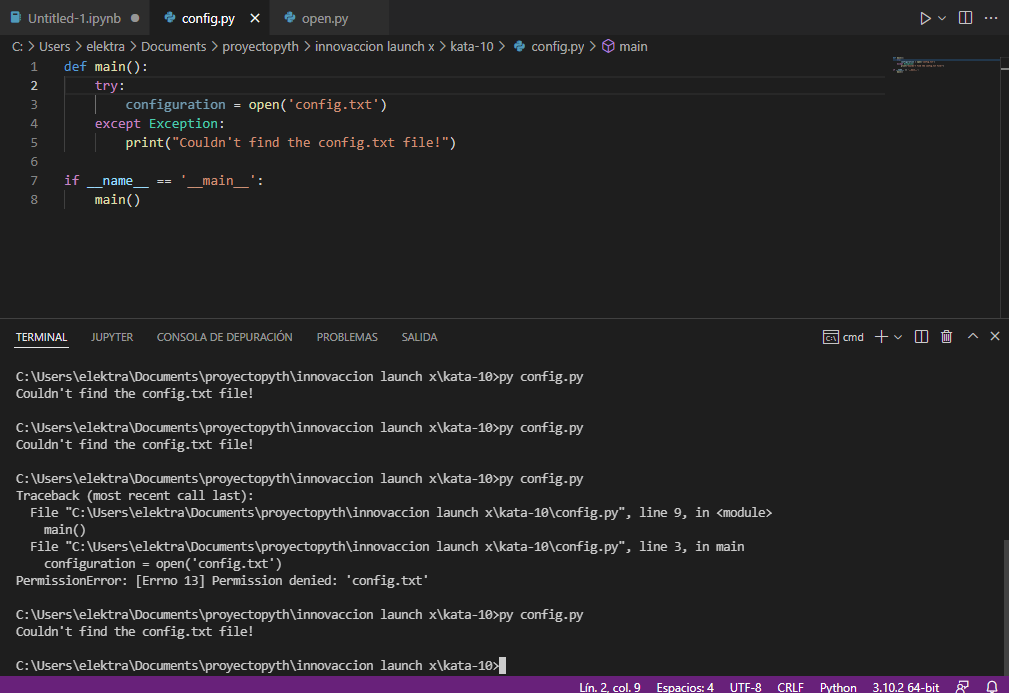 Untitled-1.ipynb
config.py
open.py
C: > Users > elektra > Documents > proyectopyth > innovaccion launch x > kata-10 > config.py > main
1 def main():
2 try:
3 configuration = open('config.txt')
4 except Exception:
5 print("Couldn't find the config.txt file!")
6
7 if __name__ == '__main__':
8 main()
TERMINAL JUPYTER CONSOLA DE DEPURACIÓN PROBLEMAS SALIDA cmd
C:\Users\elektra\Documents\proyectopyth\innovaccion launch x\kata-10>py config.py
Couldn't find the config.txt file!
C:\Users\elektra\Documents\proyectopyth\innovaccion launch x\kata-10>py config.py
Couldn't find the config.txt file!
C:\Users\elektra\Documents\proyectopyth\innovaccion launch x\kata-10>py config.py
Traceback (most recent call last):
File "C:\Users\elektra\Documents\proyectopyth\innovaccion launch x\kata-10\config.py", line 9, in <module>
main()
File "C:\Users\elektra\Documents\proyectopyth\innovaccion launch x\kata-10\config.py", line 3, in main
configuration = open('config.txt')
PermissionError: [Errno 13] Permission denied: 'config.txt'
C:\Users\elektra\Documents\proyectopyth\innovaccion launch x\kata-10>py config.py
Couldn't find the config.txt file!
C:\Users\elektra\Documents\proyectopyth\innovaccion launch x\kata-10>
Lín. 2, col. 9 Espacios: 4 UTF-8 CRLF Python 3.10.2 64-bit